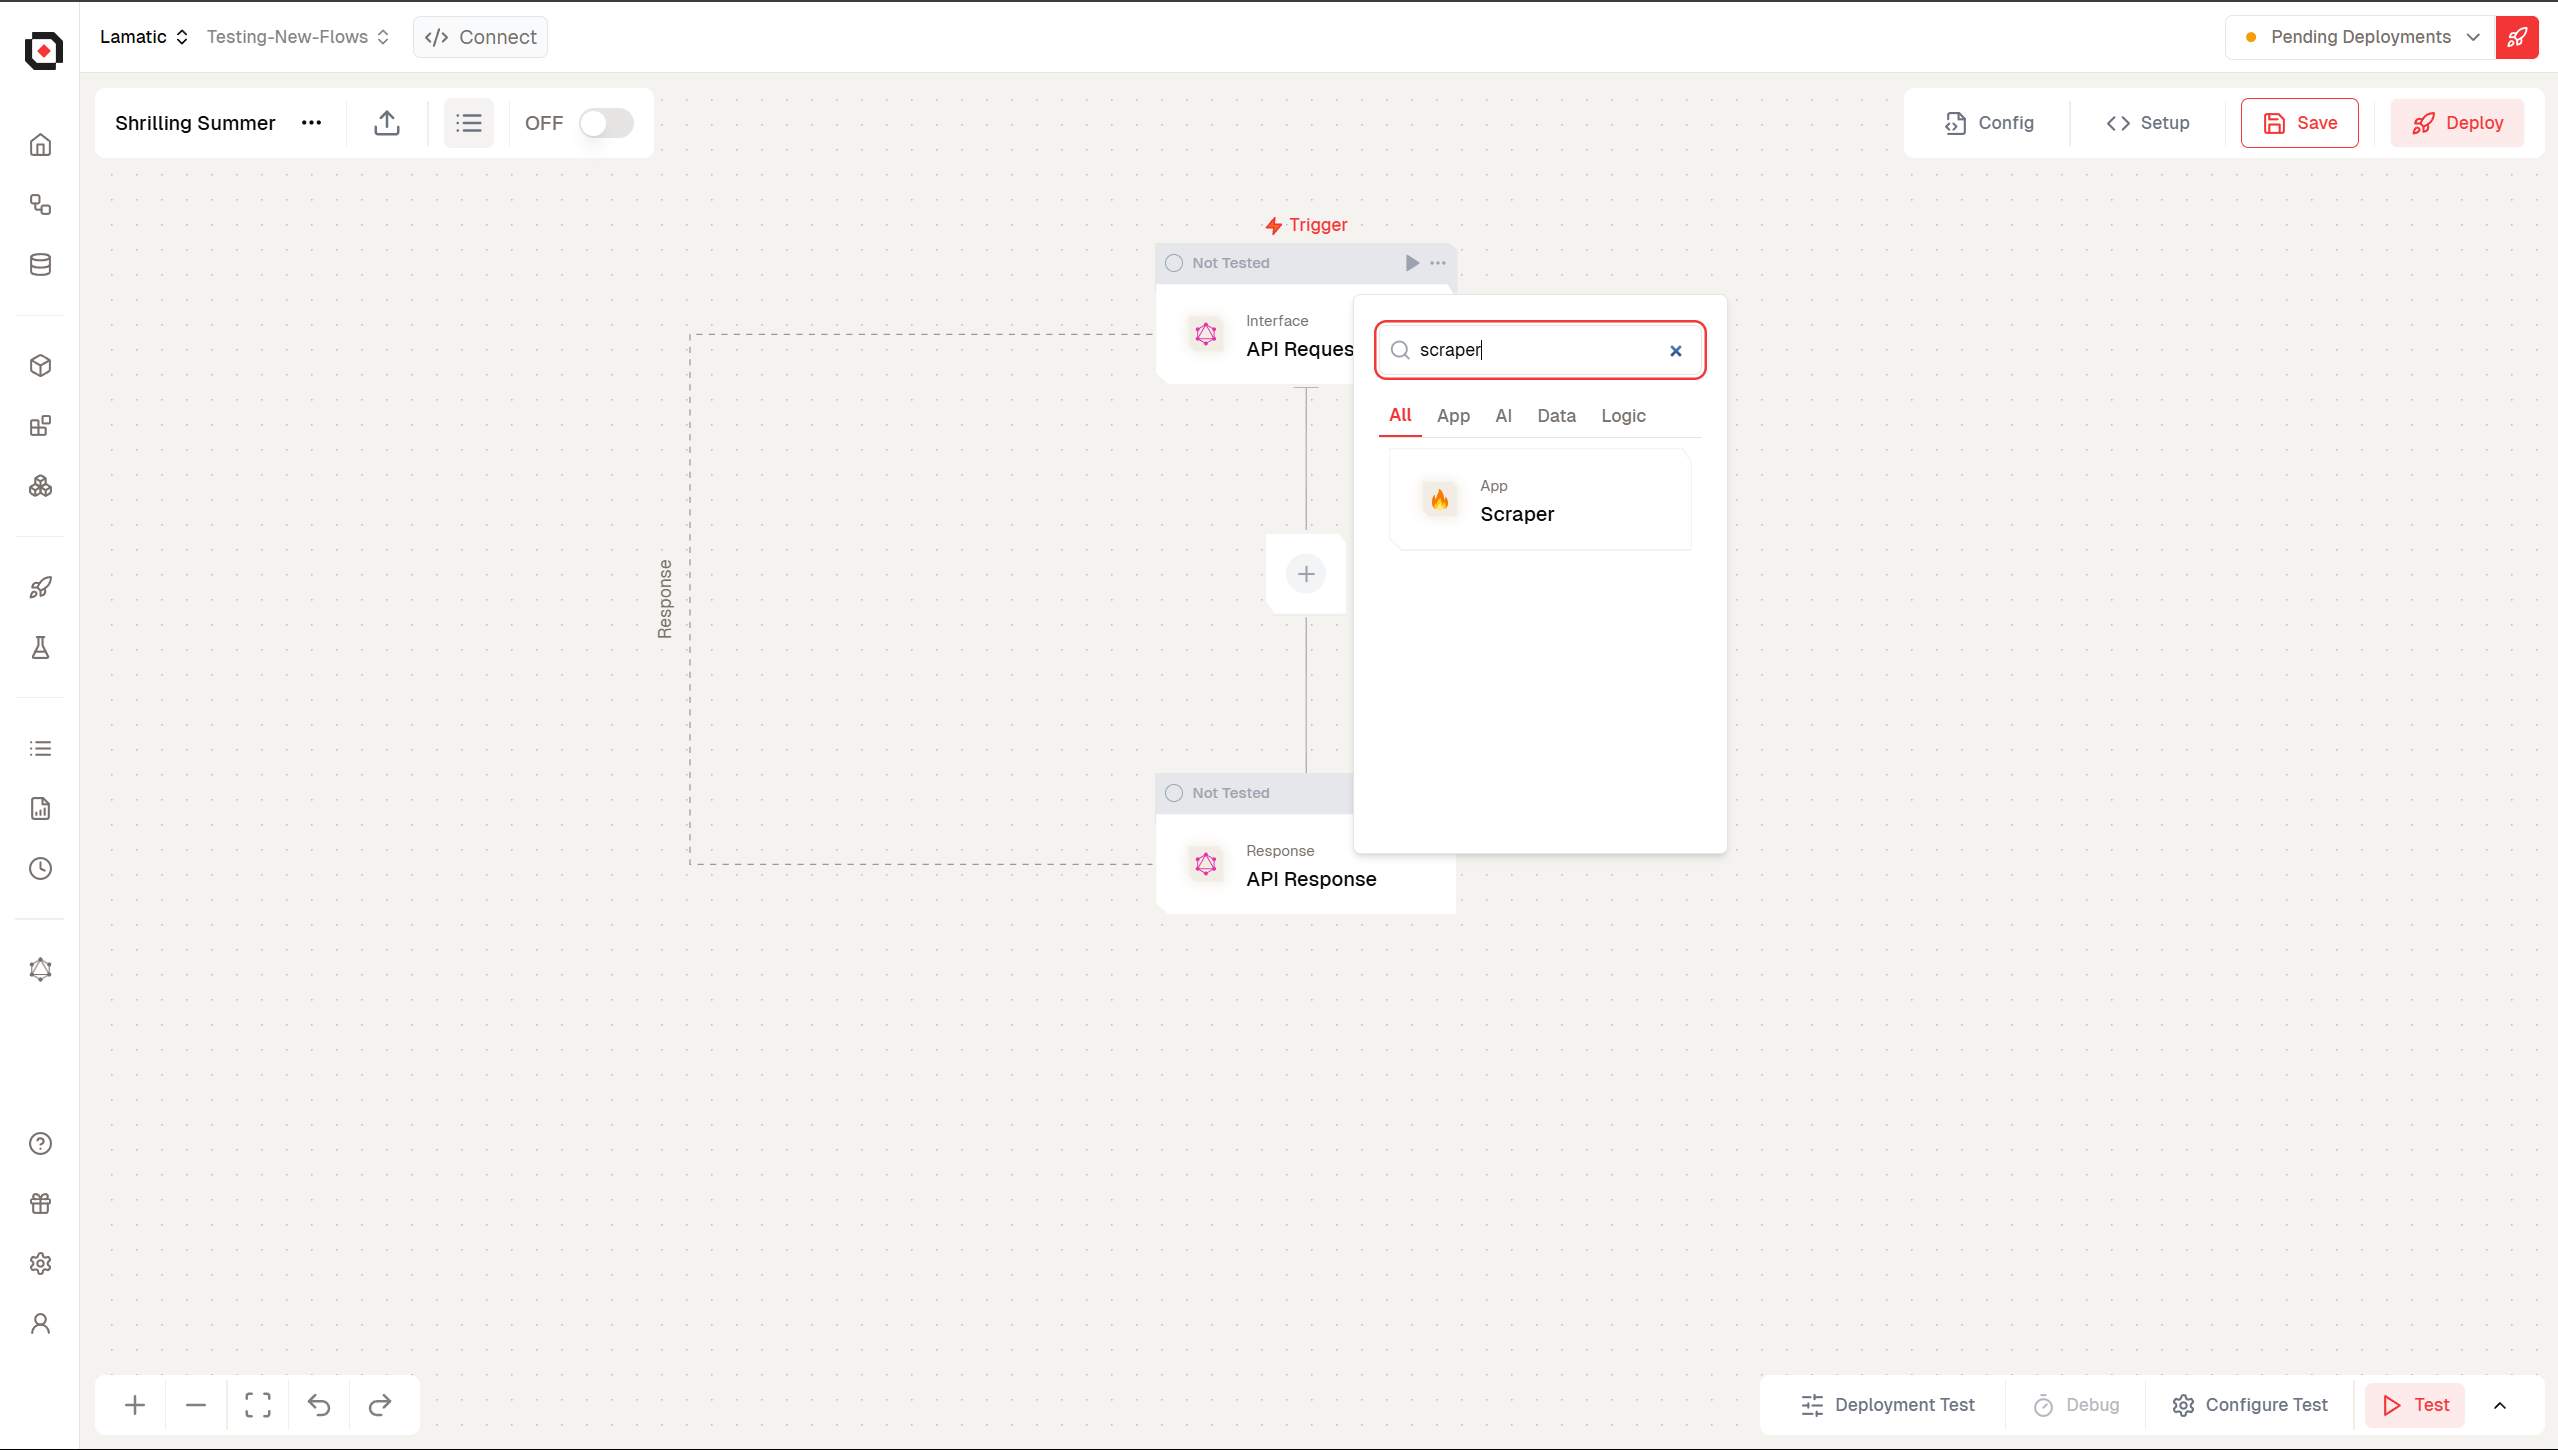 Lamatic
Testing-New-Flows
Connect
Pending Deployments
Shrilling Summer
OFF
Config
Setup
Save
Deploy
Trigger
Not Tested
Interface
API Reques
scraper
All
App
AI
Data
Logic
App
Scraper
Response
Not Tested
Response
API Response
Deployment Test
Debug
Configure Test
Test